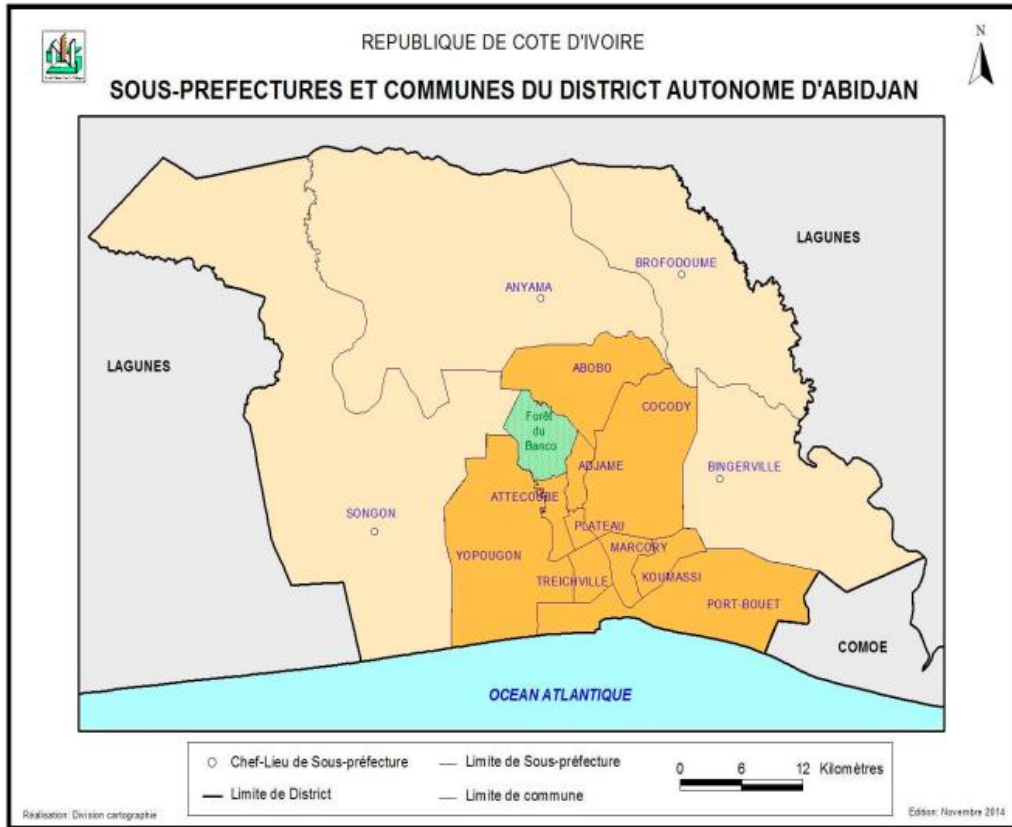 REPUBLIQUE DE COTE D'IVOIRE
N
SOUS-PREFECTURES ET COMMUNES DU DISTRICT AUTONOME D'ABIDJAN
LAGUNES
BROFODOUME
ANYAMA
LAGUNES
ABOBO
COCODY
Forêt
du
Banco
ADJAME
BINGERVILLE
ATTECOUBE
SONGON
PLATEAU
YOPOUGON
MARCORY
TREICHVILLE
KOUMASSI
PORT-BOUET
COMOE
OCEAN ATLANTIQUE
Chef-Lieu de Sous-préfecture
Limite de Sous-préfecture
0 6 12 Kilomètres
Limite de District
Limite de commune
Réalisation: Division cartographie
Edition: Novembre 2014